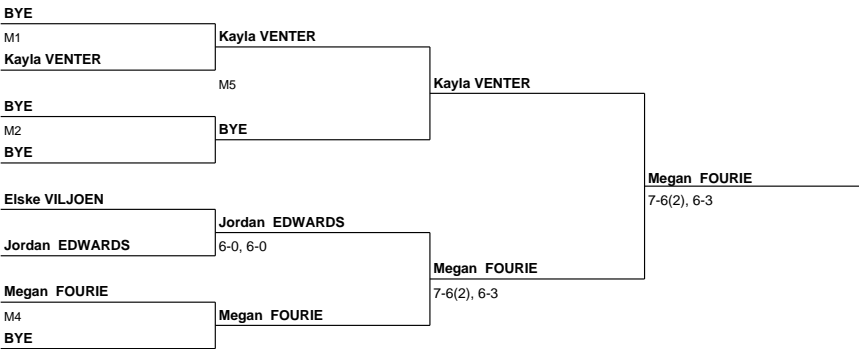 BYE
M1
Kayla VENTER
Kayla VENTER
M5
Kayla VENTER
BYE
M2
BYE
BYE
Megan FOURIE
7-6(2), 6-3
Elske VILJOEN
Jordan EDWARDS
Jordan EDWARDS
6-0, 6-0
Megan FOURIE
7-6(2), 6-3
Megan FOURIE
M4
Megan FOURIE
BYE